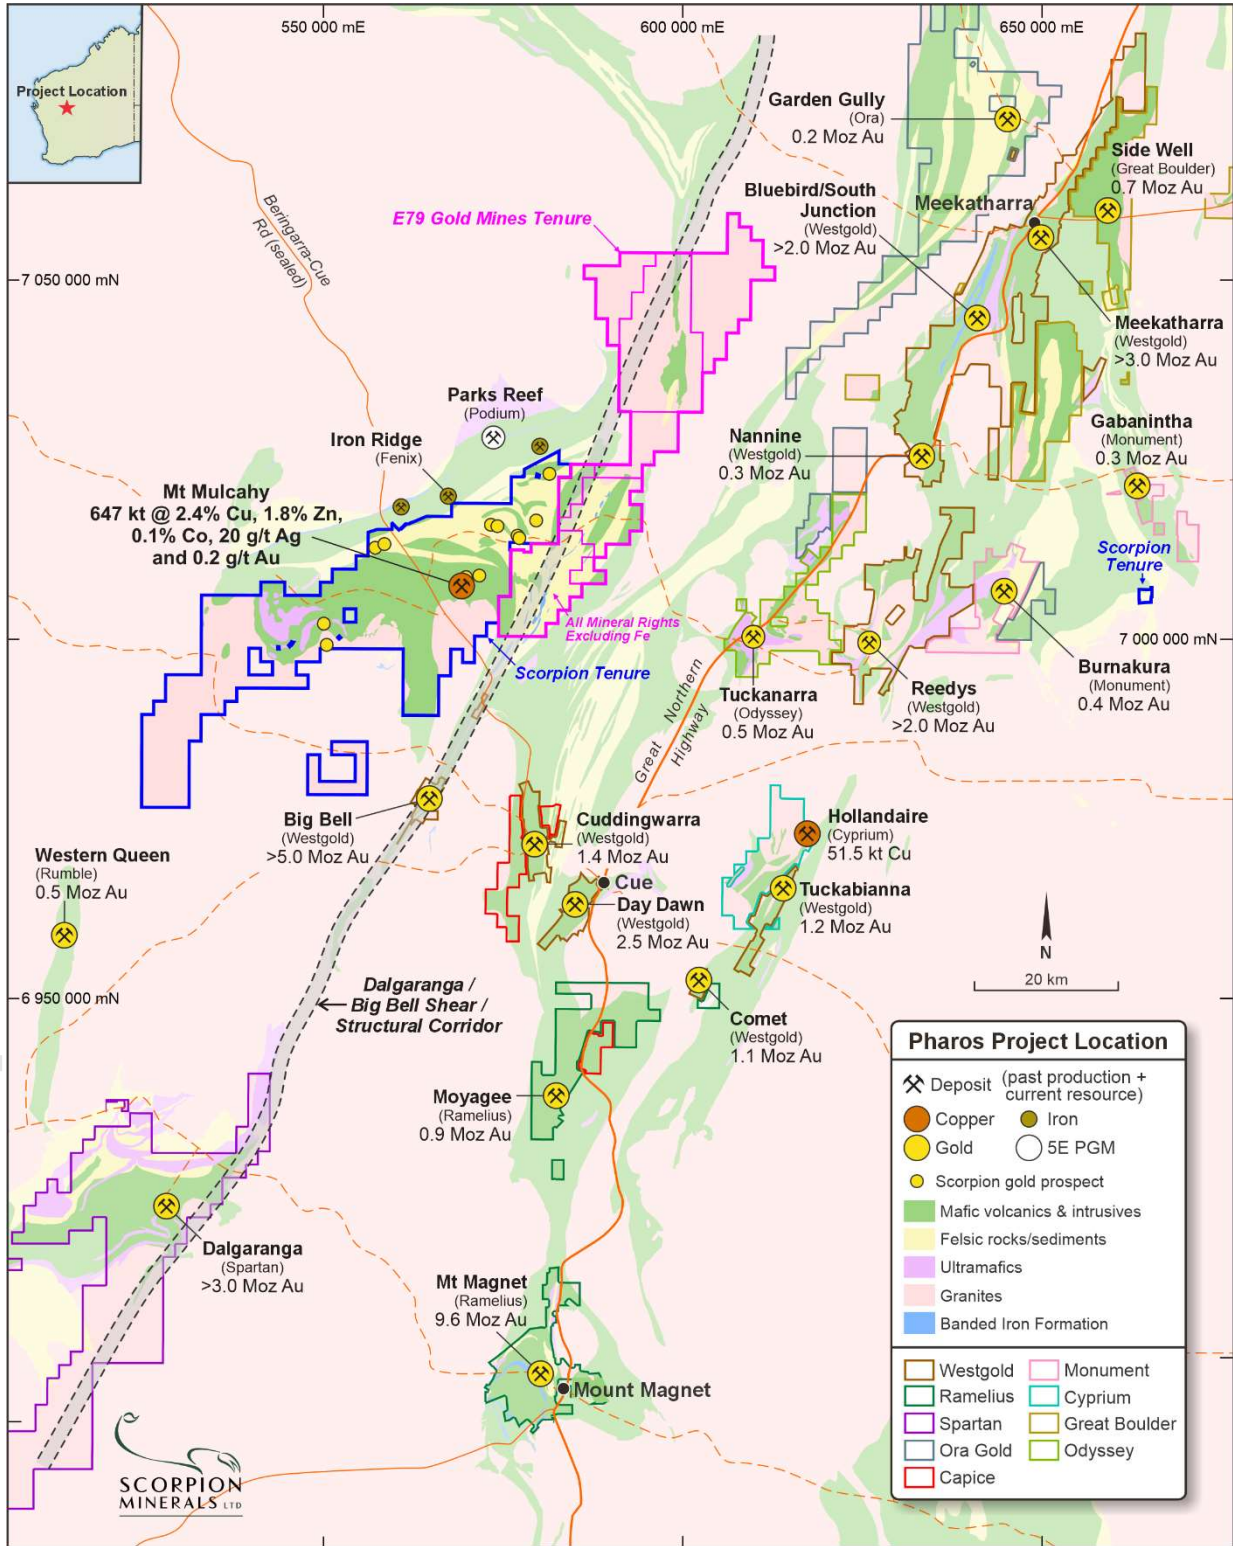 550 000 mE
600 000 mE
650 000 mE
Project Location
Beringarra-Cue
Rd (sealed)
Garden Gully
(Ora)
0.2 Moz Au
Side Well
(Great Boulder)
0.7 Moz Au
Bluebird/South
Junction
(Westgold)
>2.0 Moz Au
Meekatharra
E79 Gold Mines Tenure
7 050 000 mN
Meekatharra
(Westgold)
>3.0 Moz Au
Parks Reef
(Podium)
Iron Ridge
(Fenix)
Nannine
(Westgold)
0.3 Moz Au
Gabanintha
(Monument)
0.3 Moz Au
Mt Mulcahy
647 kt @ 2.4% Cu, 1.8% Zn,
0.1% Co, 20 g/t Ag
and 0.2 g/t Au
Scorpion
Tenure
All Mineral Rights
Excluding Fe
7 000 000 mN
Scorpion Tenure
Burnakura
(Monument)
0.4 Moz Au
Tuckanarra
(Odyssey)
0.5 Moz Au
Reedys
(Westgold)
>2.0 Moz Au
Great Northern
Highway
Big Bell
(Westgold)
>5.0 Moz Au
Cuddingwarra
(Westgold)
1.4 Moz Au
Hollandaire
(Cyprium)
51.5 kt Cu
Western Queen
(Rumble)
0.5 Moz Au
Cue
Day Dawn
(Westgold)
2.5 Moz Au
Tuckabianna
(Westgold)
1.2 Moz Au
N
20 km
6 950 000 mN
Dalgaranga /
Big Bell Shear /
Structural Corridor
Comet
(Westgold)
1.1 Moz Au
Moyagee
(Ramelius)
0.9 Moz Au
Dalgaranga
(Spartan)
>3.0 Moz Au
Mt Magnet
(Ramelius)
9.6 Moz Au
Mount Magnet
Pharos Project Location
Deposit (past production +
current resource)
Copper
Iron
Gold
5E PGM
Scorpion gold prospect
Mafic volcanics & intrusives
Felsic rocks/sediments
Ultramafics
Granites
Banded Iron Formation
Westgold
Monument
Ramelius
Cyprium
Spartan
Great Boulder
Ora Gold
Odyssey
Capice
SCORPION
MINERALS LTD